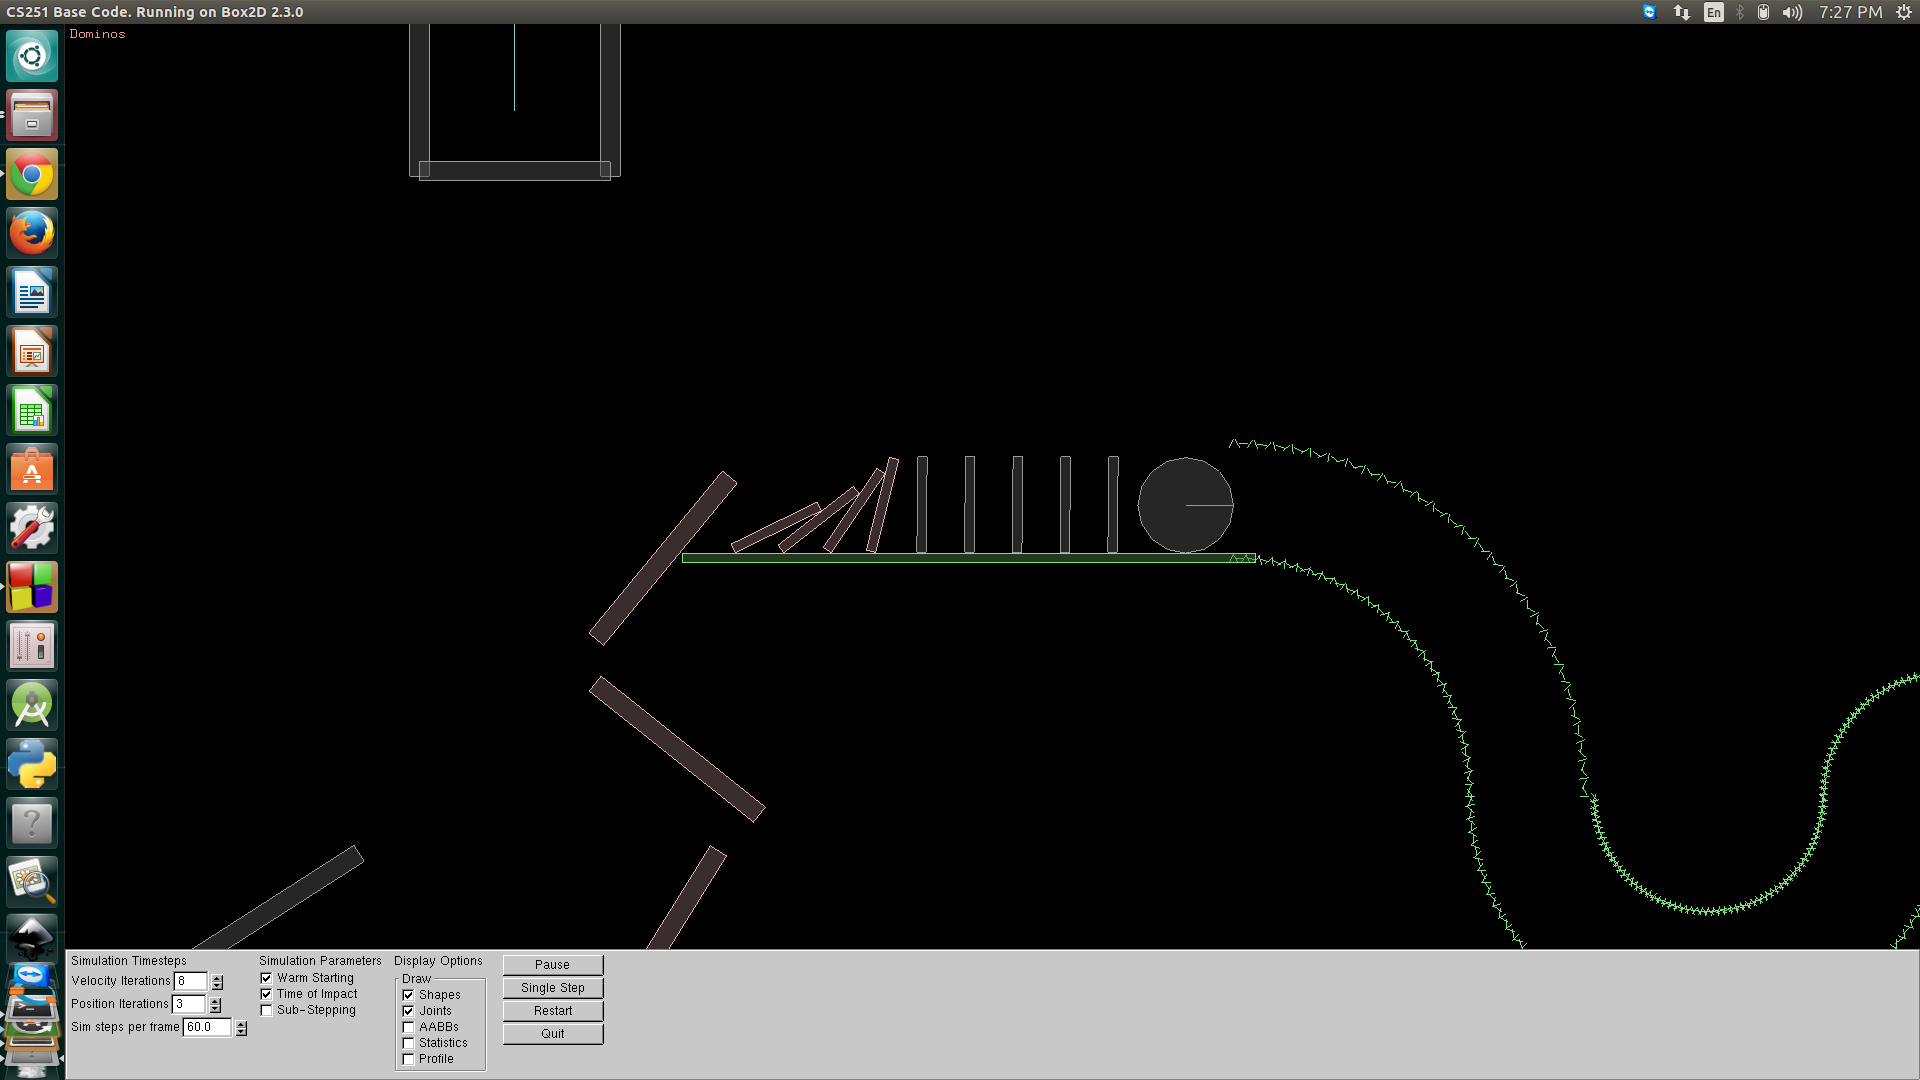 CS251 Base Code. Running on Box2D 2.3.0
En
7:27 PM
Dominos
Simulation Timesteps
Velocity Iterations 8
Position Iterations 3
Sim steps per frame 60.0
Simulation Parameters
Warm Starting
Time of Impact
Sub-Stepping
Display Options
Draw
Shapes
Joints
AABBs
Statistics
Profile
Pause
Single Step
Restart
Quit